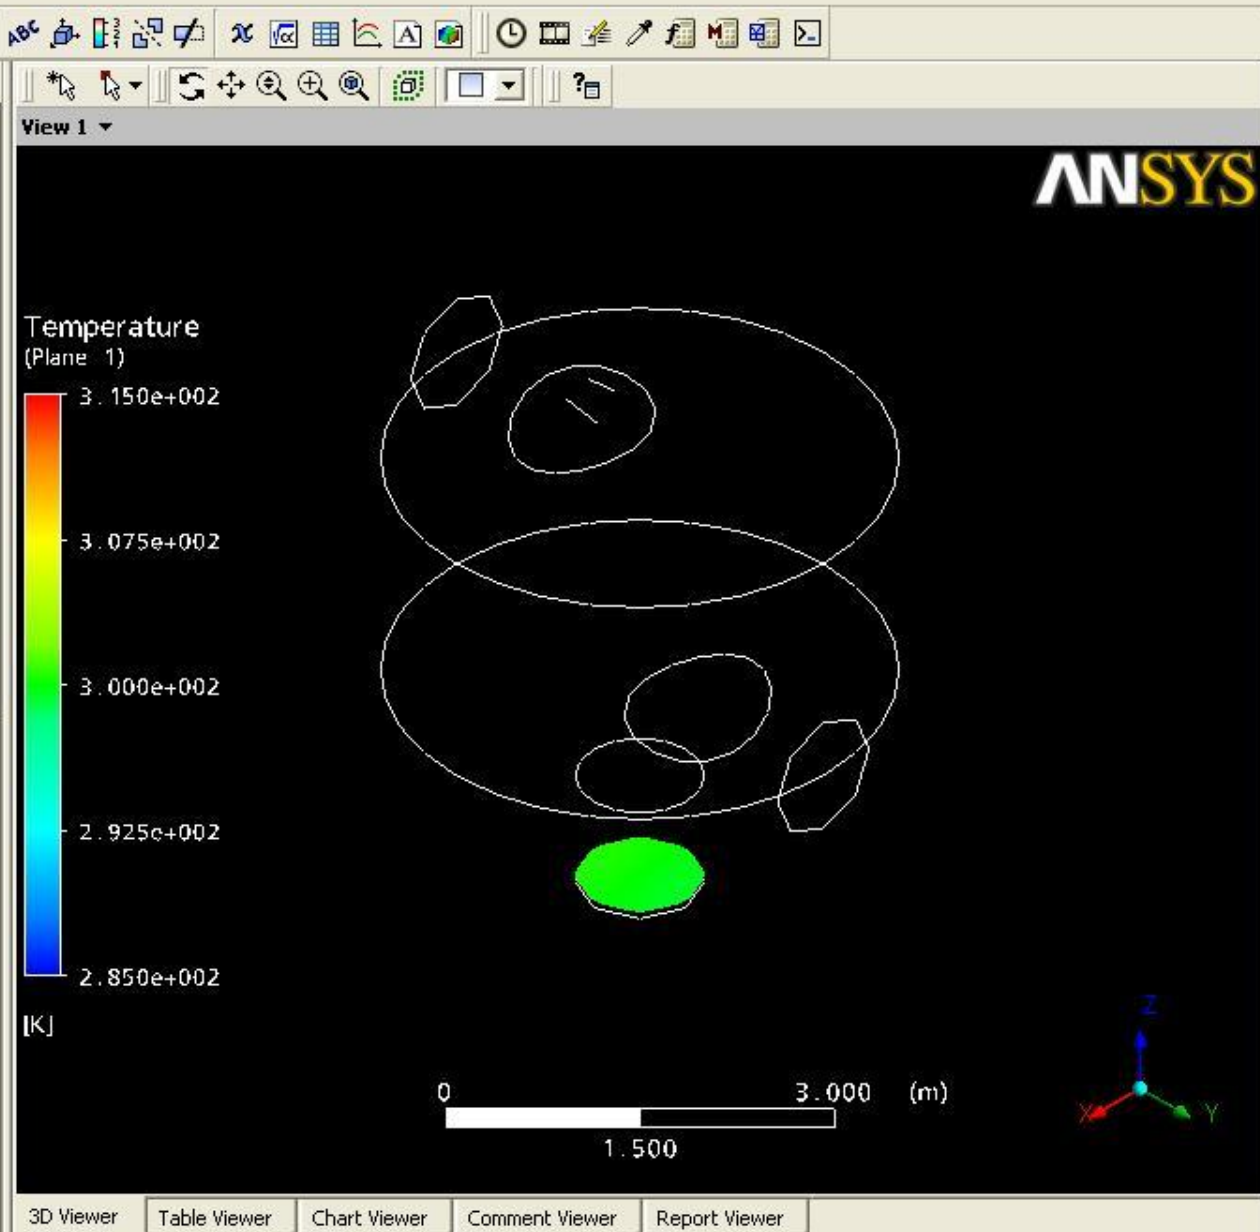 ABC
View 1
ANSYS
Temperature
(Plane 1)
3.150e+002
3.075e+002
3.000e+002
2.925e+002
2.850e+002
[K]
0 3.000 (m)
1.500
Z
X Y
3D Viewer Table Viewer Chart Viewer Comment Viewer Report Viewer